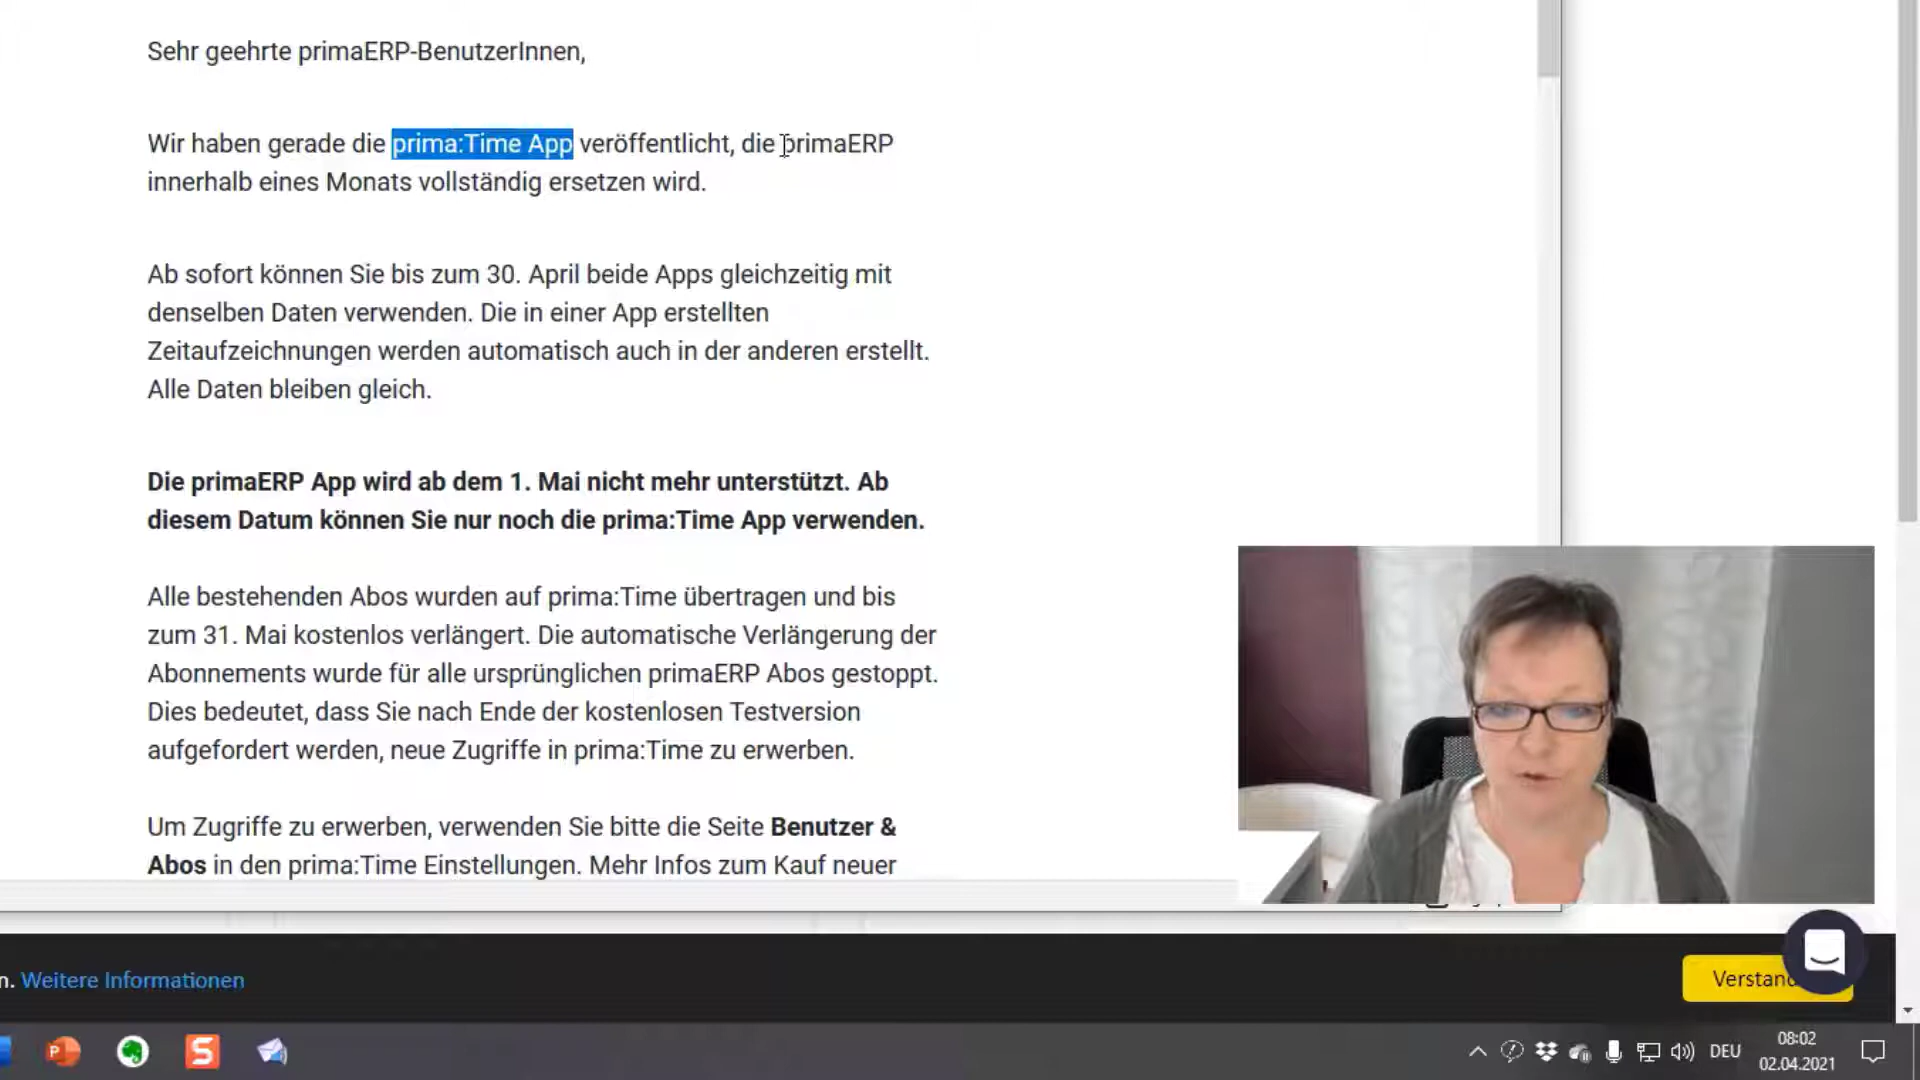 Sehr geehrte primaERP-BenutzerInnen,
Wir haben gerade die prima:Time App veröffentlicht, die primaERP
innerhalb eines Monats vollständig ersetzen wird.
Ab sofort können Sie bis zum 30. April beide Apps gleichzeitig mit
denselben Daten verwenden. Die in einer App erstellten
Zeitaufzeichnungen werden automatisch auch in der anderen erstellt.
Alle Daten bleiben gleich.
Die primaERP App wird ab dem 1. Mai nicht mehr unterstützt. Ab
diesem Datum können Sie nur noch die prima:Time App verwenden.
Alle bestehenden Abos wurden auf prima:Time übertragen und bis
zum 31. Mai kostenlos verlängert. Die automatische Verlängerung der
Abonnements wurde für alle ursprünglichen primaERP Abos gestoppt.
Dies bedeutet, dass Sie nach Ende der kostenlosen Testversion
aufgefordert werden, neue Zugriffe in prima:Time zu erwerben.
Um Zugriffe zu erwerben, verwenden Sie bitte die Seite Benutzer &
Abos in den prima:Time Einstellungen. Mehr Infos zum Kauf neuer
n. Weitere Informationen
Verstand
P
S
DEU
08:02
02.04.2021